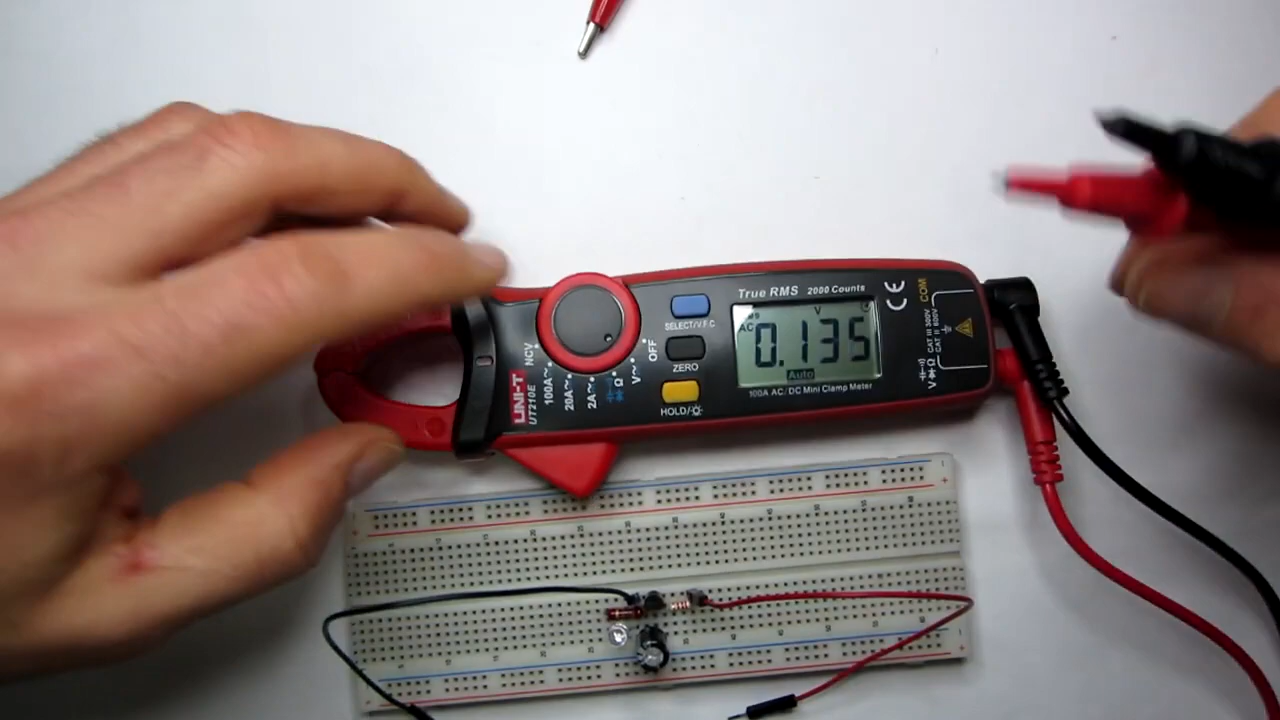 True RMS 2000 Counts
SELECT/V.F.C
V
AC
0.135
Auto
ZERO
HOLD/
100A AC/DC Mini Clamp Meter
NCV
100A~
20A~
2A~
Ω
V~
OFF
UNI-T
UT210E
CE
COM
CAT III 300V
CAT II 600V
V Ω